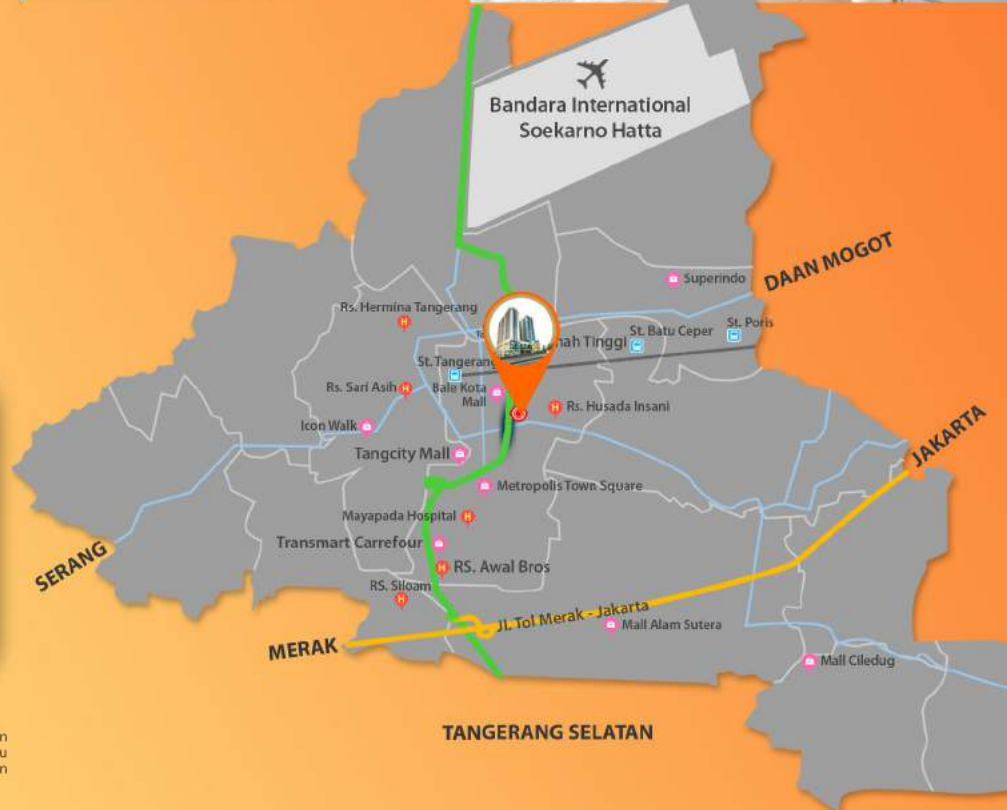 Bandara International
Soekarno Hatta
DAAN MOGOT
Superindo
Rs. Hermina Tangerang
St. Poris
St. Batu Ceper
Tinggi
St. Tangerang
Rs. Sari Asih
Bale Kota
Mall
Rs. Husada Insani
Icon Walk
JAKARTA
Tangcity Mall
Metropolis Town Square
Mayapada Hospital
Transmart Carrefour
SERANG
RS. Awal Bros
RS. Siloam
Jl. Tol Merak - Jakarta
Mall Alam Sutera
MERAK
Mall Ciledug
TANGERANG SELATAN